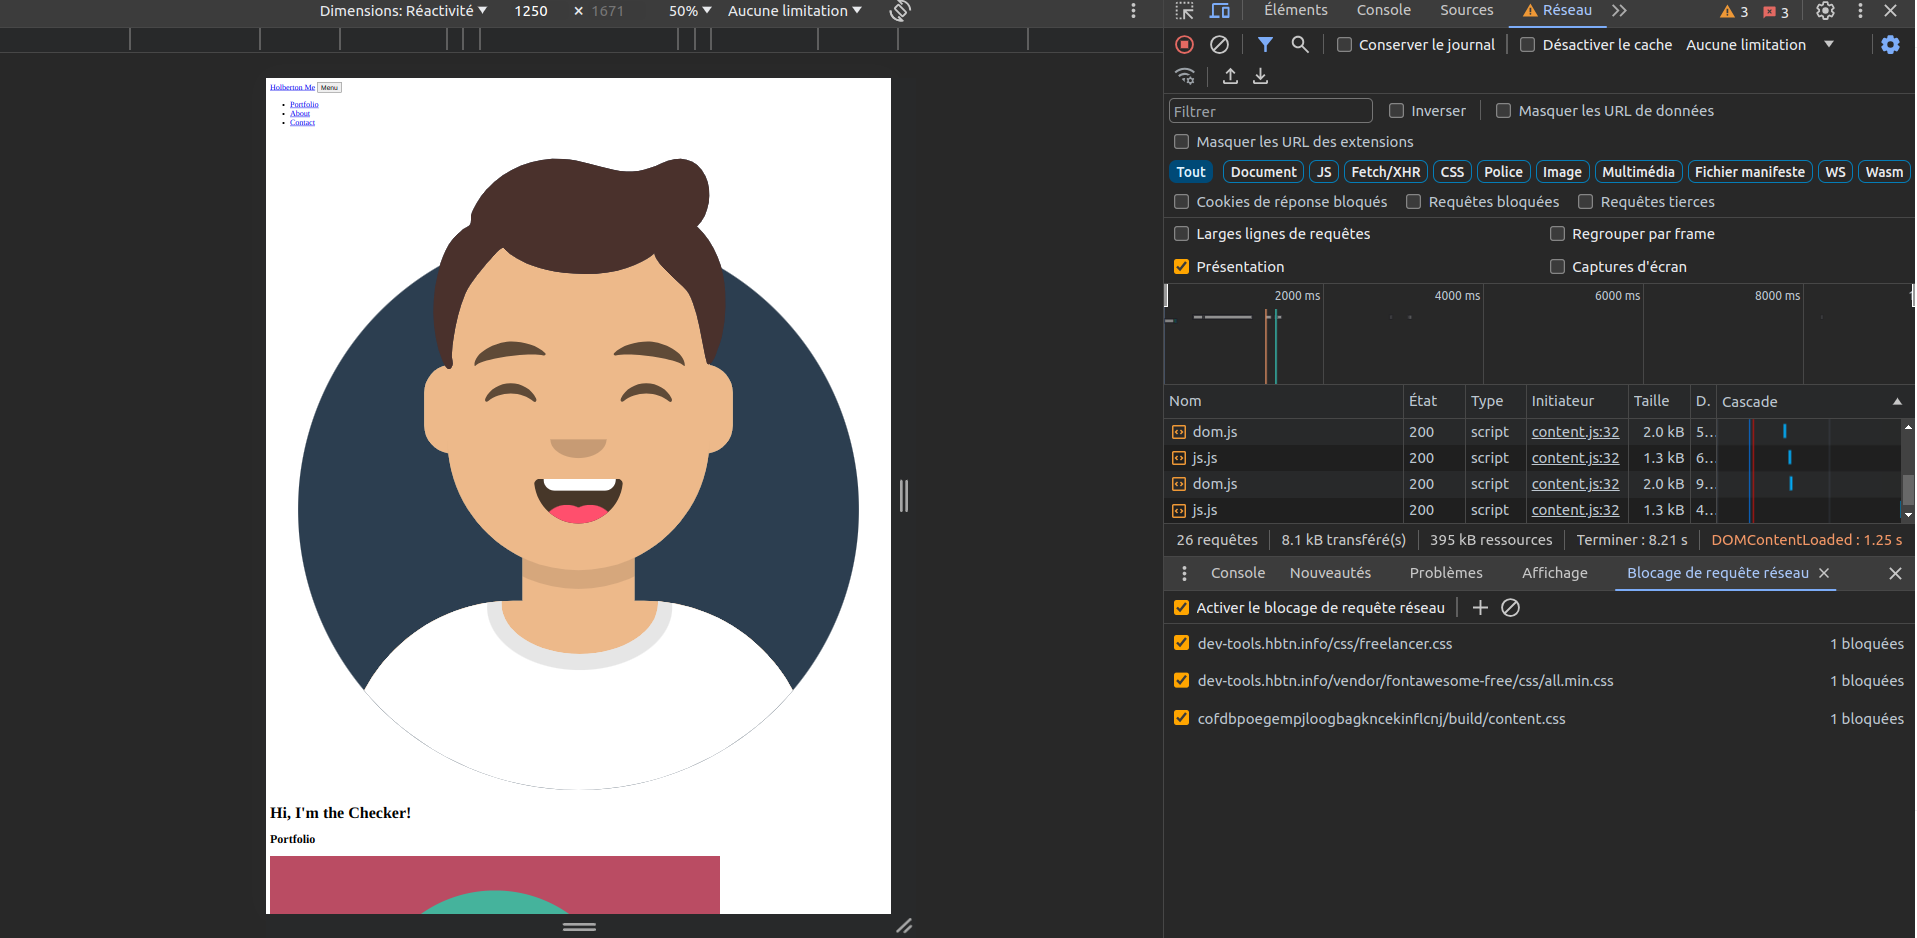 Dimensions: Réactivité 1250 × 1671 50% Aucune limitation
Holberton Me Menu
Portfolio
About
Contact
Hi, I'm the Checker!
Portfolio
Éléments Console Sources Réseau 3 3
Conserver le journal Désactiver le cache Aucune limitation
Filtrer Inverser Masquer les URL de données
Masquer les URL des extensions
Tout Document JS Fetch/XHR CSS Police Image Multimédia Fichier manifeste WS Wasm
Cookies de réponse bloqués Requêtes bloquées Requêtes tierces
Larges lignes de requêtes Regrouper par frame
Présentation Captures d'écran
2000 ms 4000 ms 6000 ms 8000 ms 1
Nom État Type Initiateur Taille D. Cascade
dom.js 200 script content.js:32 2.0 kB 5...
js.js 200 script content.js:32 1.3 kB 6...
dom.js 200 script content.js:32 2.0 kB 9...
js.js 200 script content.js:32 1.3 kB 4...
26 requêtes 8.1 kB transféré(s) 395 kB ressources Terminer : 8.21 s DOMContentLoaded : 1.25 s
Console Nouveautés Problèmes Affichage Blocage de requête réseau
Activer le blocage de requête réseau
dev-tools.hbtn.info/css/freelancer.css 1 bloquées
dev-tools.hbtn.info/vendor/fontawesome-free/css/all.min.css 1 bloquées
cofdbpoegempjloogbagkncekinflcnj/build/content.css 1 bloquées